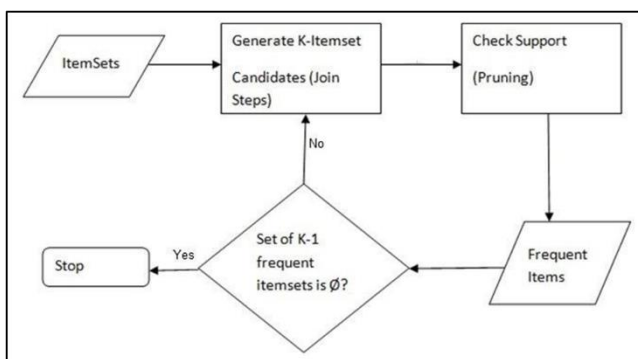 ItemSets
Generate K-Itemset
Candidates (Join
Steps)
Check Support
(Pruning)
No
Set of K-1
frequent
itemsets is Ø?
Yes
Stop
Frequent
Items